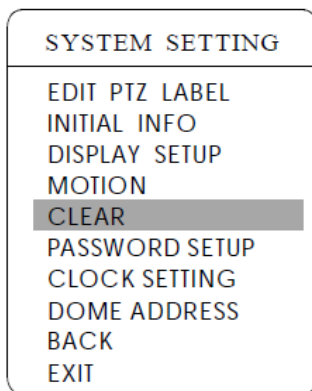 SYSTEM SETTING
EDIT PTZ LABEL
INITIAL INFO
DISPLAY SETUP
MOTION
CLEAR
PASSWORD SETUP
CLOCK SETTING
DOME ADDRESS
BACK
EXIT